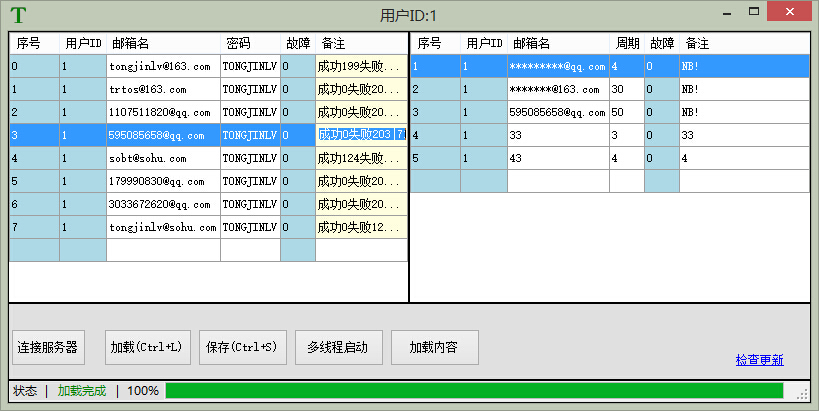 T 用户ID:1
序号 用户ID 邮箱名 密码 故障 备注
0 1 tongjinlv@163.com TONGJINLV 0 成功199失败...
1 1 trtos@163.com TONGJINLV 0 成功0失败20...
2 1 1107511820@qq.com TONGJINLV 0 成功0失败20...
3 1 595085658@qq.com TONGJINLV 0 成功0失败203|7
4 1 sobt@sohu.com TONGJINLV 0 成功124失败...
5 1 179990830@qq.com TONGJINLV 0 成功0失败20...
6 1 3033672620@qq.com TONGJINLV 0 成功0失败20...
7 1 tongjinlv@sohu.com TONGJINLV 0 成功0失败12...
序号 用户ID 邮箱名 周期 故障 备注
1 1 *********@qq.com 4 0 NB!
2 1 *******@163.com 30 0 NB!
3 1 595085658@qq.com 50 0 NB!
4 1 33 3 0 33
5 1 43 4 0 4
连接服务器 加载(Ctrl+L) 保存(Ctrl+S) 多线程启动 加载内容
检查更新
状态 | 加载完成 | 100%